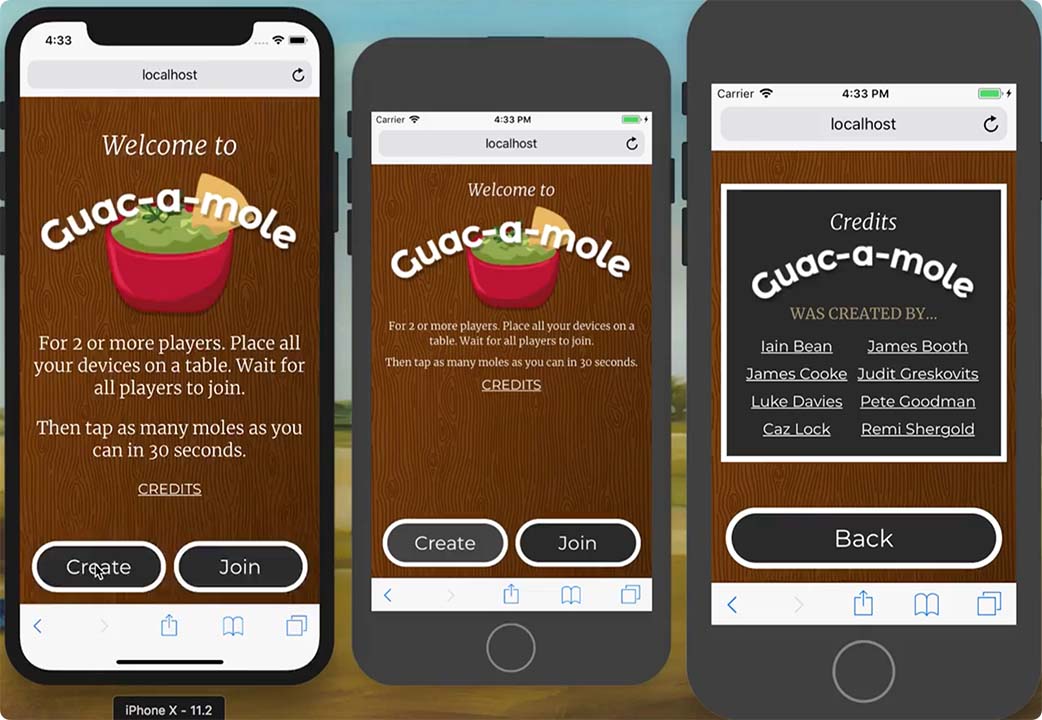 4:33
localhost
Welcome to
Guac-a-mole
For 2 or more players. Place all
your devices on a table. Wait for
all players to join.
Then tap as many moles as you
can in 30 seconds.
CREDITS
Create
Join
iPhone X - 11.2
Carrier
4:33 PM
localhost
Welcome to
Guac-a-mole
For 2 or more players. Place all your devices on a
table. Wait for all players to join.
Then tap as many moles as you can in 30 seconds.
CREDITS
Create
Join
Carrier
4:33 PM
localhost
Credits
Guac-a-mole
WAS CREATED BY...
Iain Bean
James Booth
James Cooke
Judit Greskovits
Luke Davies
Pete Goodman
Caz Lock
Remi Shergold
Back